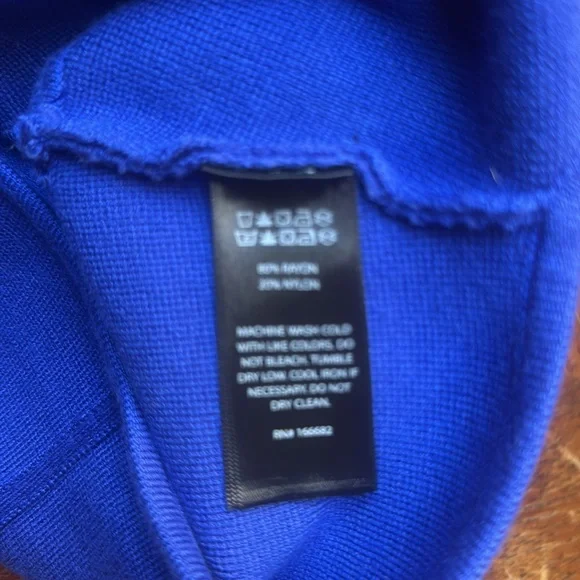 80% RAYON
20% NYLON
MACHINE WASH COLD
WITH LIKE COLORS, DO
NOT BLEACH, TUMBLE
DRY LOW. COOL IRON IF
NECESSARY. DO NOT
DRY CLEAN.
RN# 166682